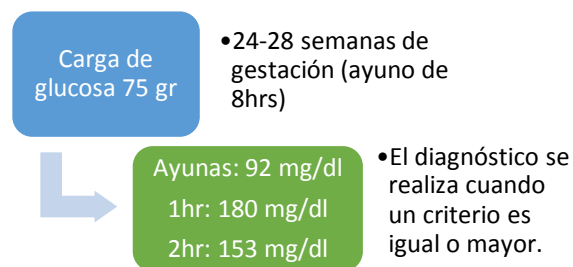 Carga de
glucosa 75 gr
•24-28 semanas de
gestación (ayuno de
8hrs)
Ayunas: 92 mg/dl
1hr: 180 mg/dl
2hr: 153 mg/dl
•El diagnóstico se
realiza cuando
un criterio es
igual o mayor.